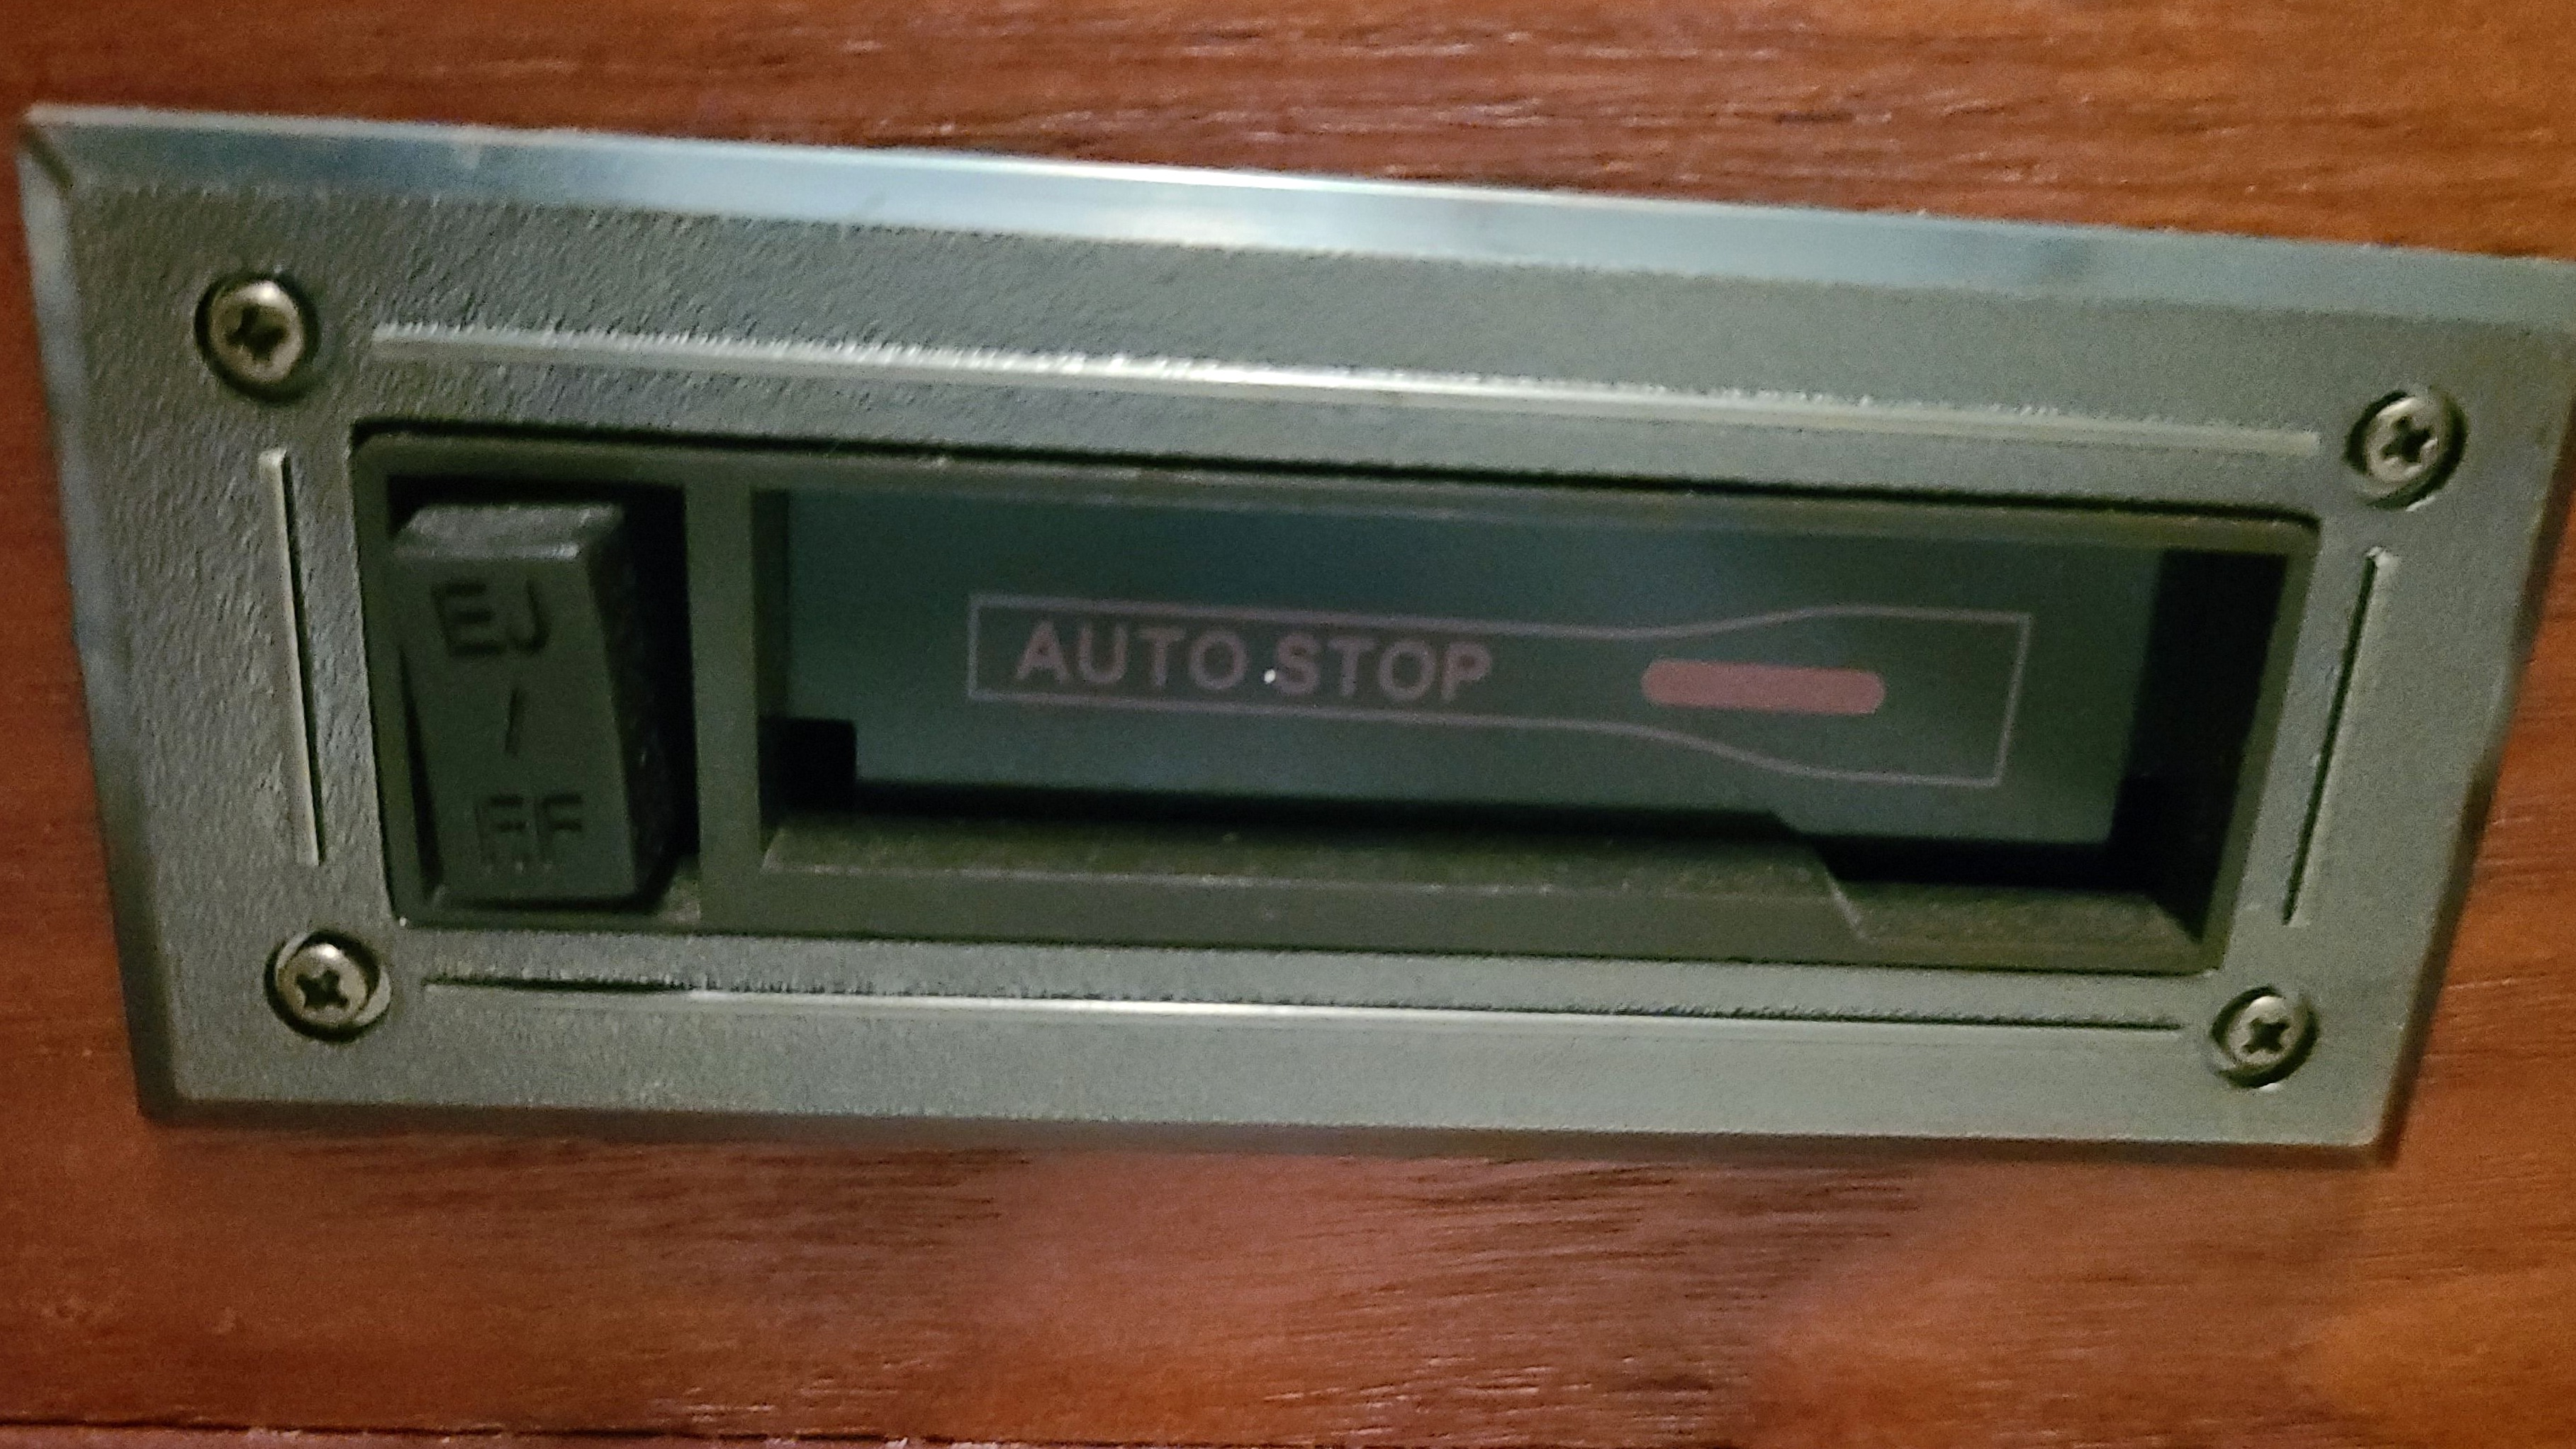 EJ
/
FF
AUTO STOP